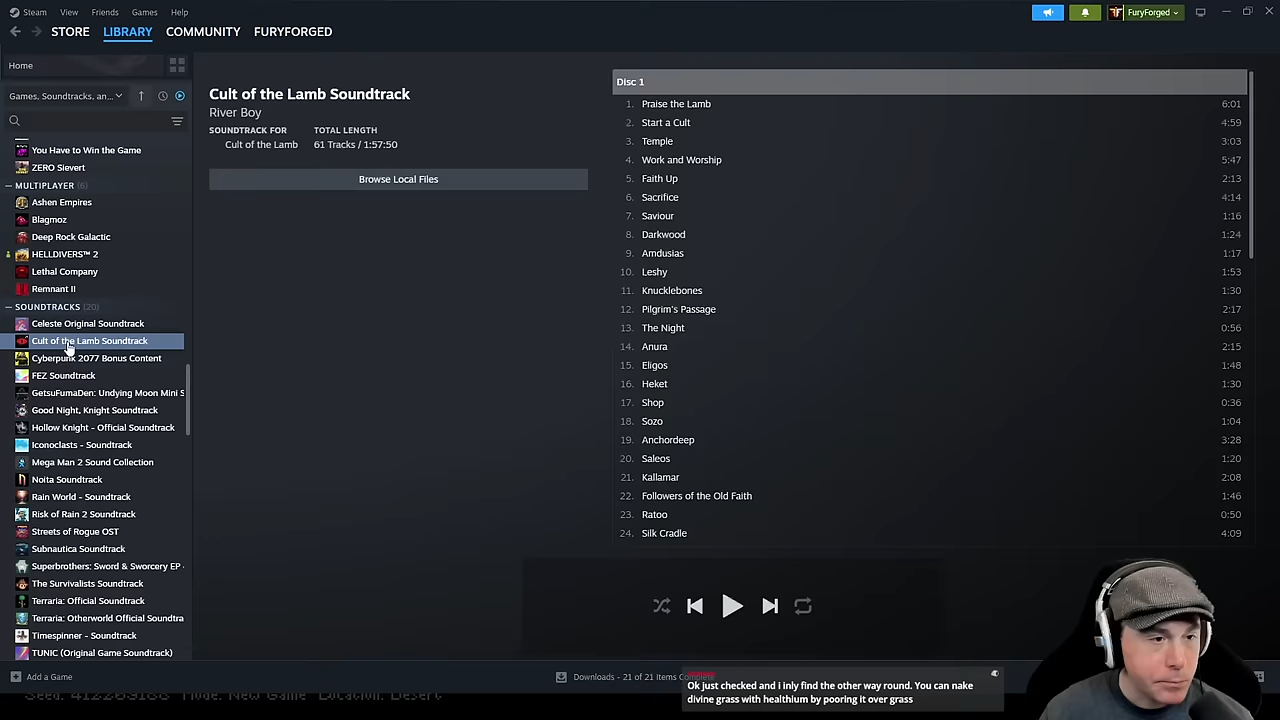 Steam View Friends Games Help
FuryForged
STORE LIBRARY COMMUNITY FURYFORGED
Home
Games, Soundtracks, an...
You Have to Win the Game
ZERO Sievert
MULTIPLAYER (6)
Ashen Empires
Blagmoz
Deep Rock Galactic
HELLDIVERS™ 2
Lethal Company
Remnant II
SOUNDTRACKS (20)
Celeste Original Soundtrack
Cult of the Lamb Soundtrack
Cyberpunk 2077 Bonus Content
FEZ Soundtrack
GetsuFumaDen: Undying Moon Mini S
Good Night, Knight Soundtrack
Hollow Knight - Official Soundtrack
Iconoclasts - Soundtrack
Mega Man 2 Sound Collection
Noita Soundtrack
Rain World - Soundtrack
Risk of Rain 2 Soundtrack
Streets of Rogue OST
Subnautica Soundtrack
Superbrothers: Sword & Sworcery EP -
The Survivalists Soundtrack
Terraria: Official Soundtrack
Terraria: Otherworld Official Soundtra
Timespinner - Soundtrack
TUNIC (Original Game Soundtrack)
Cult of the Lamb Soundtrack
River Boy
SOUNDTRACK FOR TOTAL LENGTH
Cult of the Lamb 61 Tracks / 1:57:50
Browse Local Files
Disc 1
1. Praise the Lamb 6:01
2. Start a Cult 4:59
3. Temple 3:03
4. Work and Worship 5:47
5. Faith Up 2:13
6. Sacrifice 4:14
7. Saviour 1:16
8. Darkwood 1:24
9. Amdusias 1:17
10. Leshy 1:53
11. Knucklebones 1:30
12. Pilgrim's Passage 2:17
13. The Night 0:56
14. Anura 2:15
15. Eligos 1:48
16. Heket 1:30
17. Shop 0:36
18. Sozo 1:04
19. Anchordeep 3:28
20. Saleos 1:20
21. Kallamar 2:08
22. Followers of the Old Faith 1:46
23. Ratoo 0:50
24. Silk Cradle 4:09
Add a Game
Downloads - 21 of 21 Items Complete
Ok just checked and i inly find the other way round. You can nake
divine grass with healthium by pooring it over grass
Mode: New Game Location: Desert